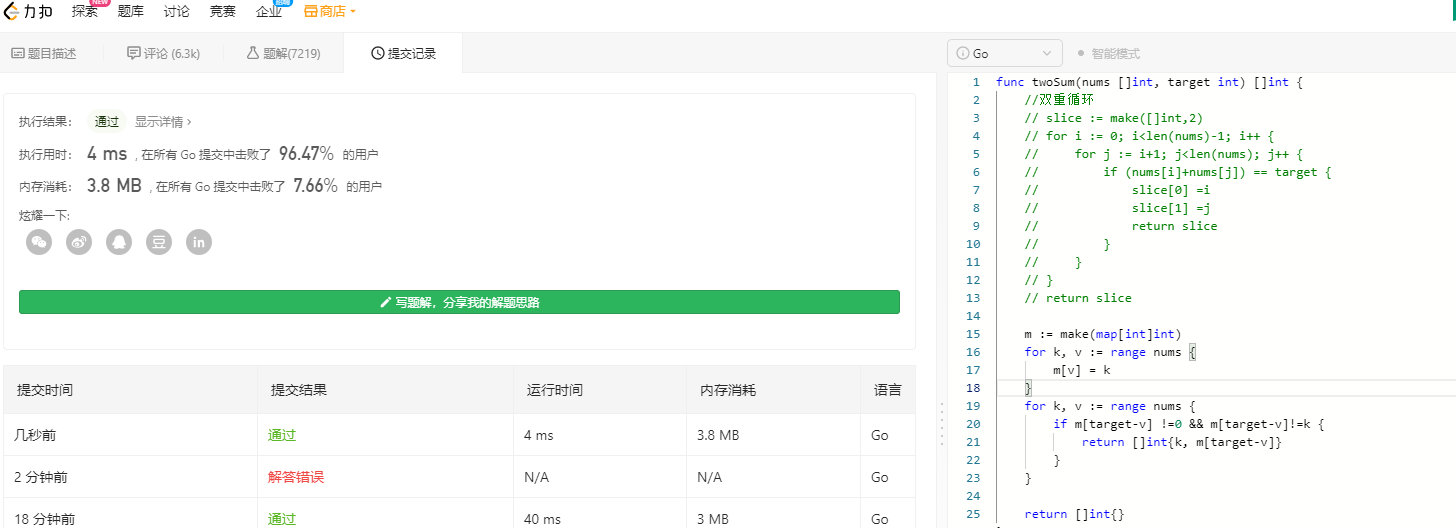 力扣 探索 NEW 题库 讨论 竞赛 企业 招聘 商店
题目描述 评论 (6.3k) 题解(7219) 提交记录
执行结果： 通过 显示详情 ›
执行用时： 4 ms , 在所有 Go 提交中击败了 96.47% 的用户
内存消耗： 3.8 MB , 在所有 Go 提交中击败了 7.66% 的用户
炫耀一下:
豆 in
写题解，分享我的解题思路
提交时间 提交结果 运行时间 内存消耗 语言
几秒前 通过 4 ms 3.8 MB Go
2 分钟前 解答错误 N/A N/A Go
18 分钟前 通过 40 ms 3 MB Go
Go 智能模式
1 func twoSum(nums []int, target int) []int {
2 //双重循环
3 // slice := make([]int,2)
4 // for i := 0; i<len(nums)-1; i++ {
5 //     for j := i+1; j<len(nums); j++ {
6 //         if (nums[i]+nums[j]) == target {
7 //             slice[0] =i
8 //             slice[1] =j
9 //             return slice
10 //         }
11 //     }
12 // }
13 // return slice
14
15 m := make(map[int]int)
16 for k, v := range nums {
17     m[v] = k
18 }
19 for k, v := range nums {
20     if m[target-v] !=0 && m[target-v]!=k {
21         return []int{k, m[target-v]}
22     }
23 }
24
25 return []int{}